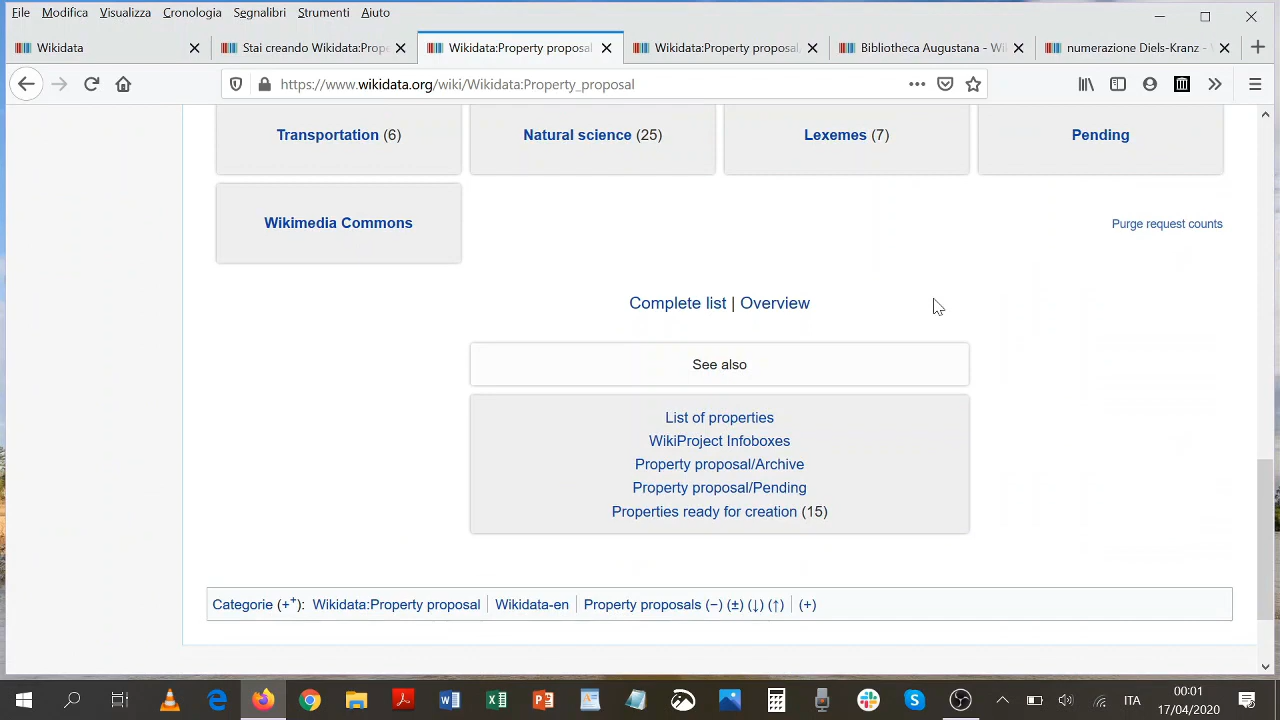 File Modifica Visualizza Cronologia Segnalibri Strumenti Aiuto
Wikidata Stai creando Wikidata:Prope Wikidata:Property proposal Wikidata:Property proposal/ Bibliotheca Augustana - Wi numerazione Diels-Kranz -
https://www.wikidata.org/wiki/Wikidata:Property_proposal
Transportation (6) Natural science (25) Lexemes (7) Pending
Wikimedia Commons Purge request counts
Complete list | Overview
See also
List of properties
WikiProject Infoboxes
Property proposal/Archive
Property proposal/Pending
Properties ready for creation (15)
Categorie (+⁺): Wikidata:Property proposal | Wikidata-en | Property proposals (−) (±) (↓) (↑) | (+)
ITA 00:01
17/04/2020